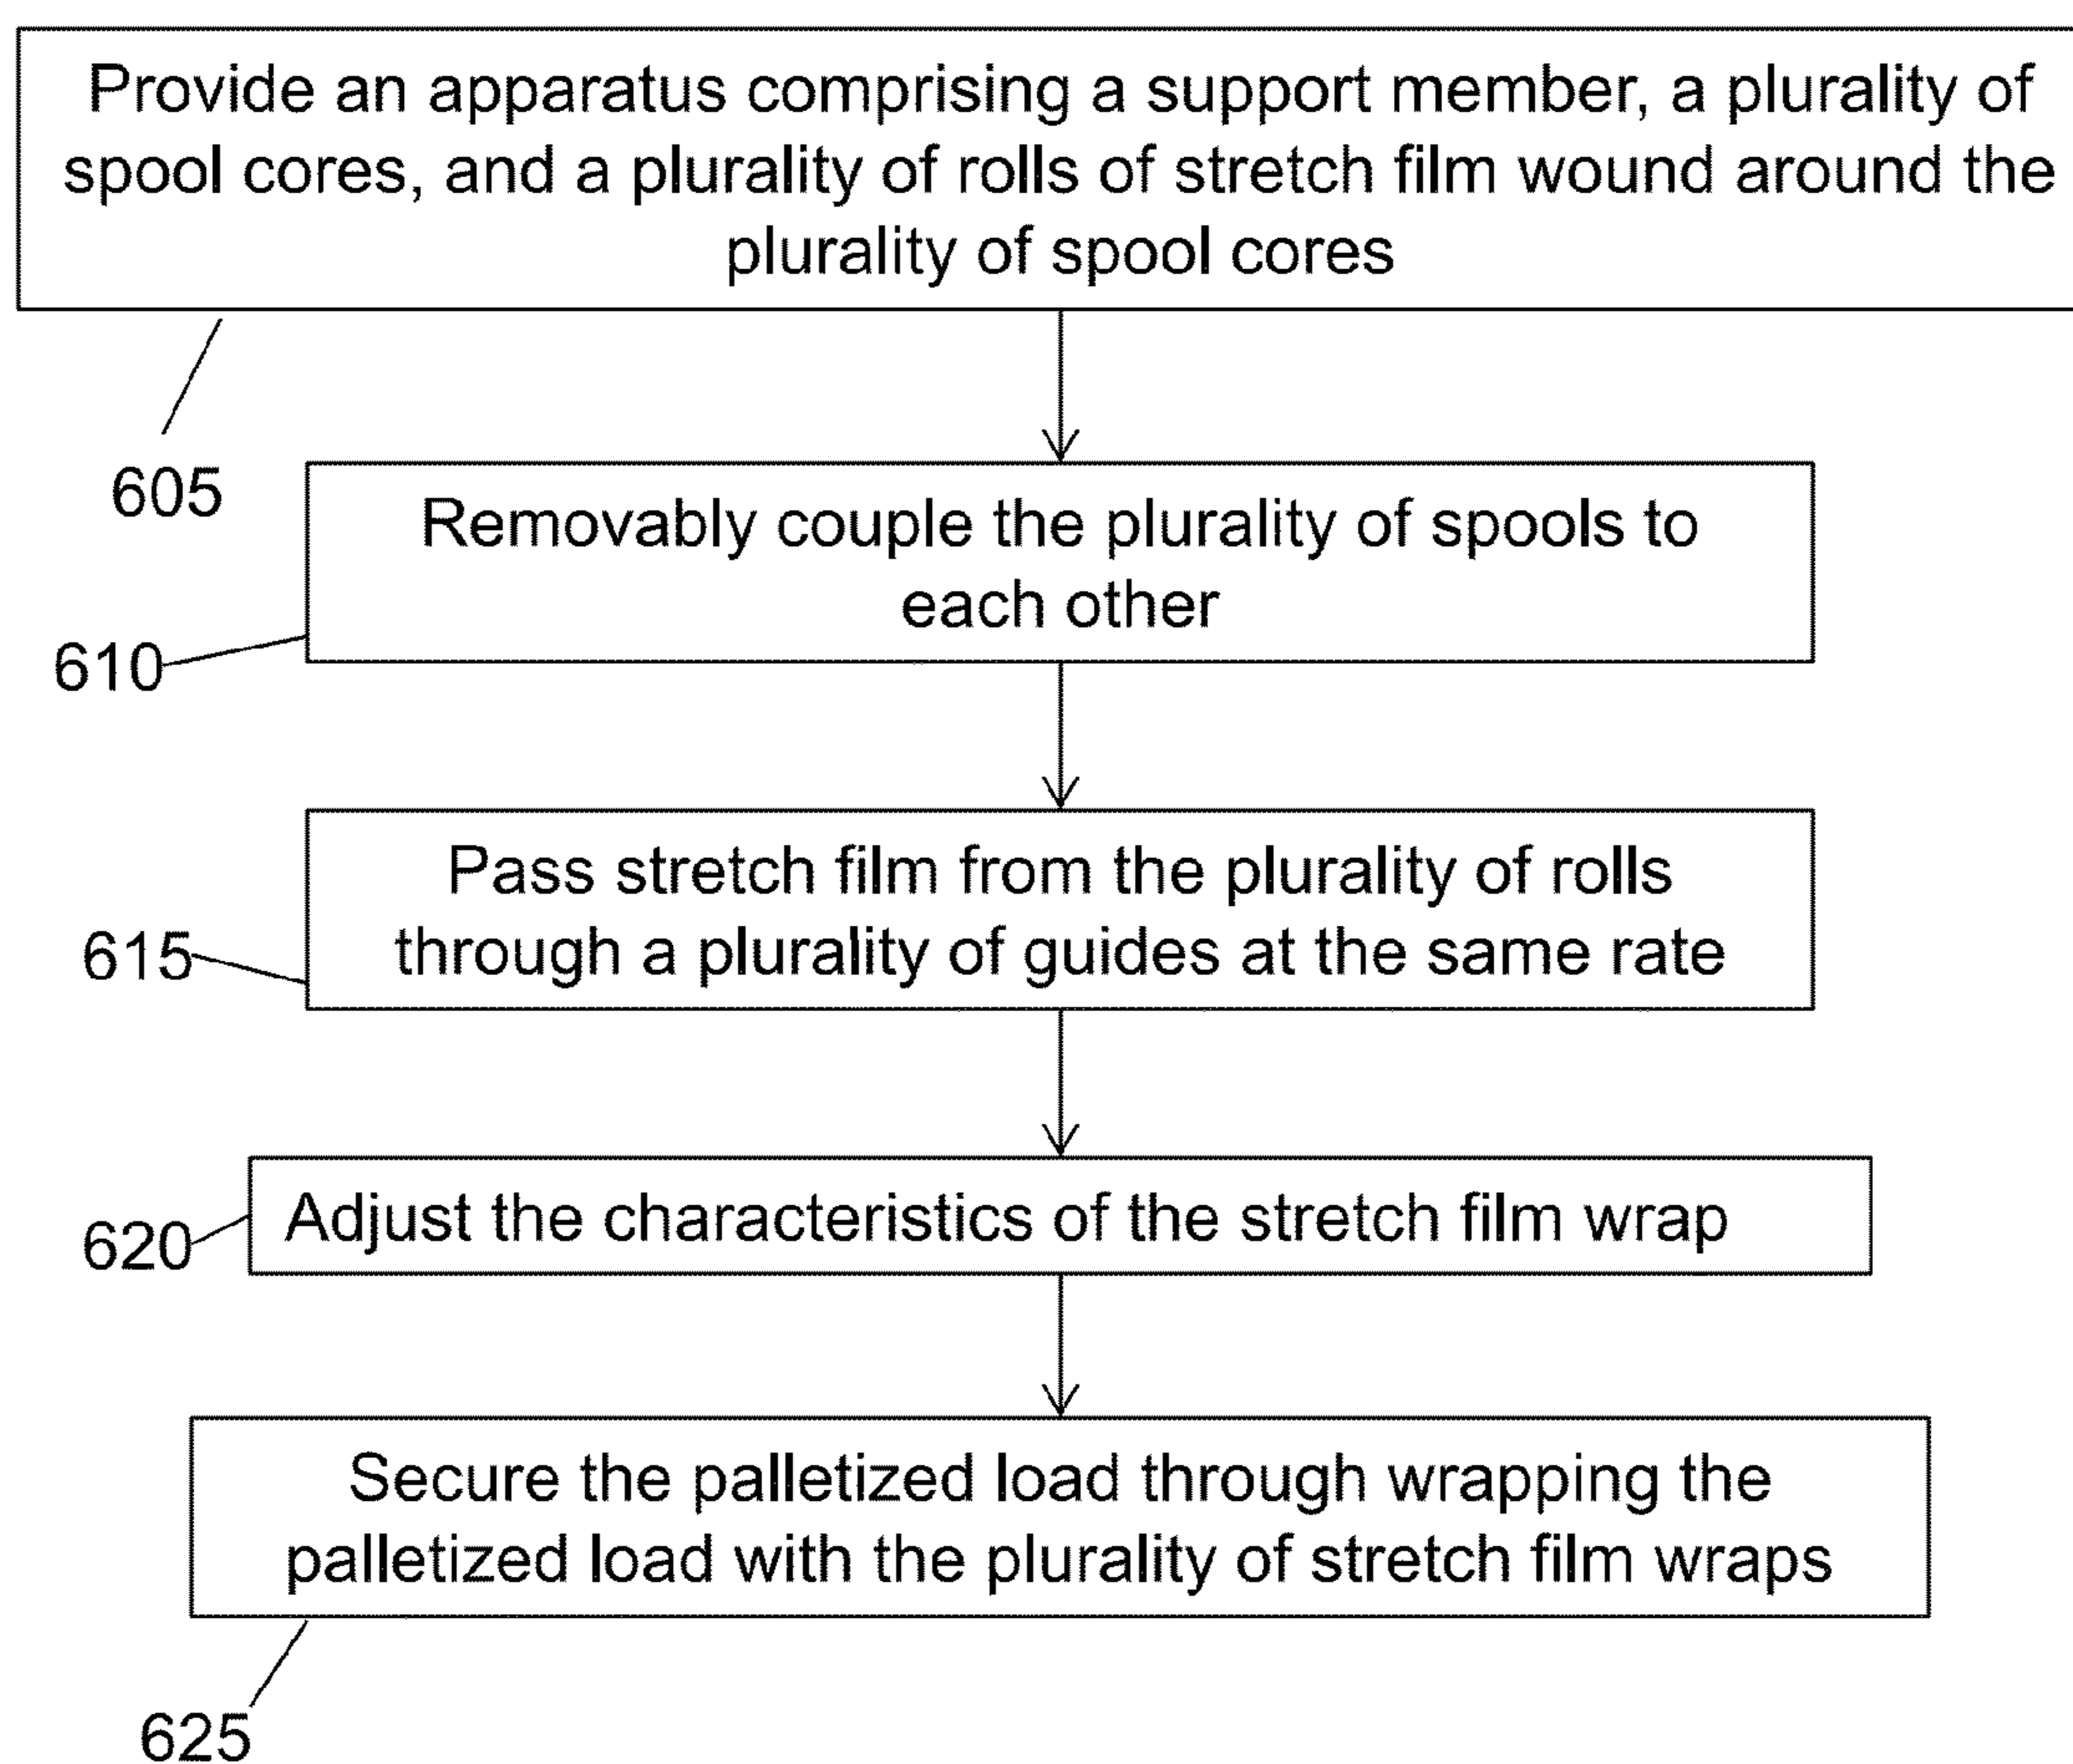 Provide an apparatus comprising a support member, a plurality of
spool cores, and a plurality of rolls of stretch film wound around the
plurality of spool cores
605
Removably couple the plurality of spools to
each other
610
Pass stretch film from the plurality of rolls
through a plurality of guides at the same rate
615
Adjust the characteristics of the stretch film wrap
620
Secure the palletized load through wrapping the
palletized load with the plurality of stretch film wraps
625